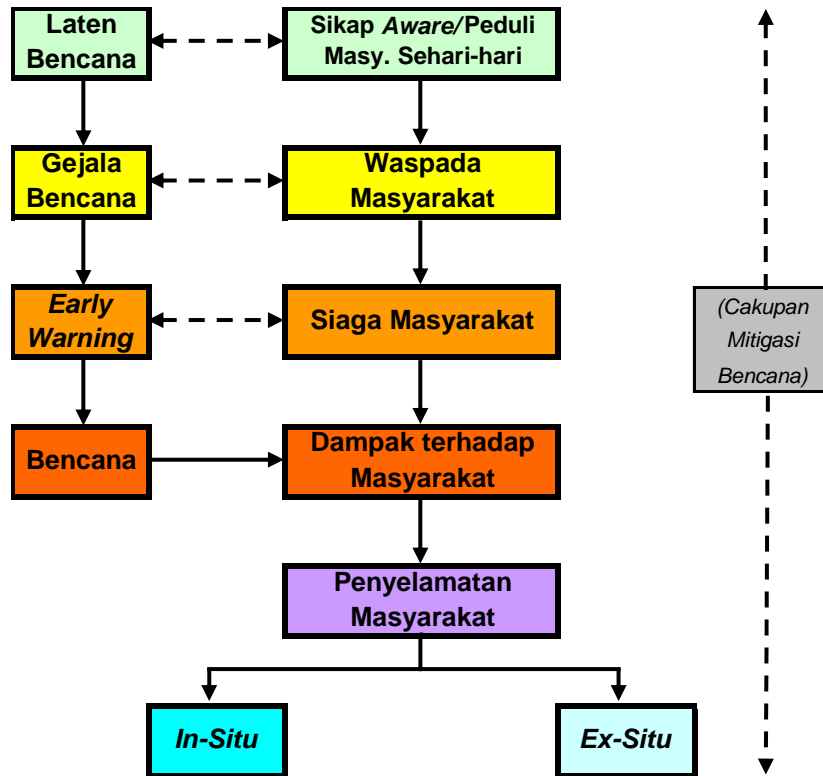 Laten
Bencana
Sikap Aware/Peduli
Masy. Sehari-hari
Gejala
Bencana
Waspada
Masyarakat
Early
Warning
Siaga Masyarakat
(Cakupan
Mitigasi
Bencana)
Bencana
Dampak terhadap
Masyarakat
Penyelamatan
Masyarakat
In-Situ
Ex-Situ